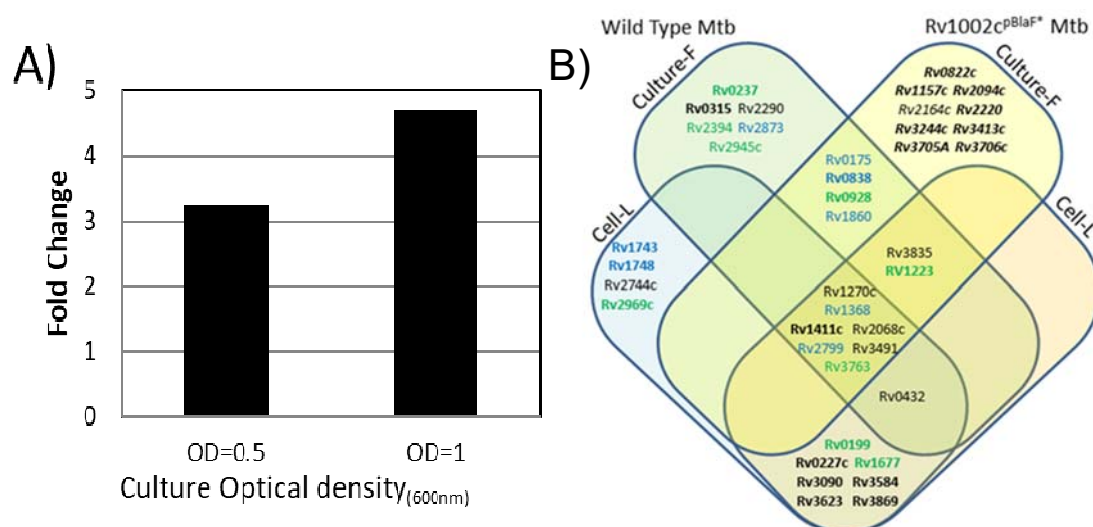 A)
5
4
3
2
1
0
Fold Change
OD=0.5 OD=1
Culture Optical density(600nm)
B)
Wild Type Mtb
Rv1002cᵖᴮˡᵃF* Mtb
Culture-F
Culture-F
Cell-L
Cell-L
Rv0237
Rv0315 Rv2290
Rv2394 Rv2873
Rv2945c
Rv0822c
Rv1157c Rv2094c
Rv2164c Rv2220
Rv3244c Rv3413c
Rv3705A Rv3706c
Rv0175
Rv0838
Rv0928
Rv1860
Rv1743
Rv1748
Rv2744c
Rv2969c
Rv3835
RV1223
Rv1270c
Rv1368
Rv1411c Rv2068c
Rv2799 Rv3491
Rv3763
Rv0432
Rv0199
Rv0227c Rv1677
Rv3090 Rv3584
Rv3623 Rv3869